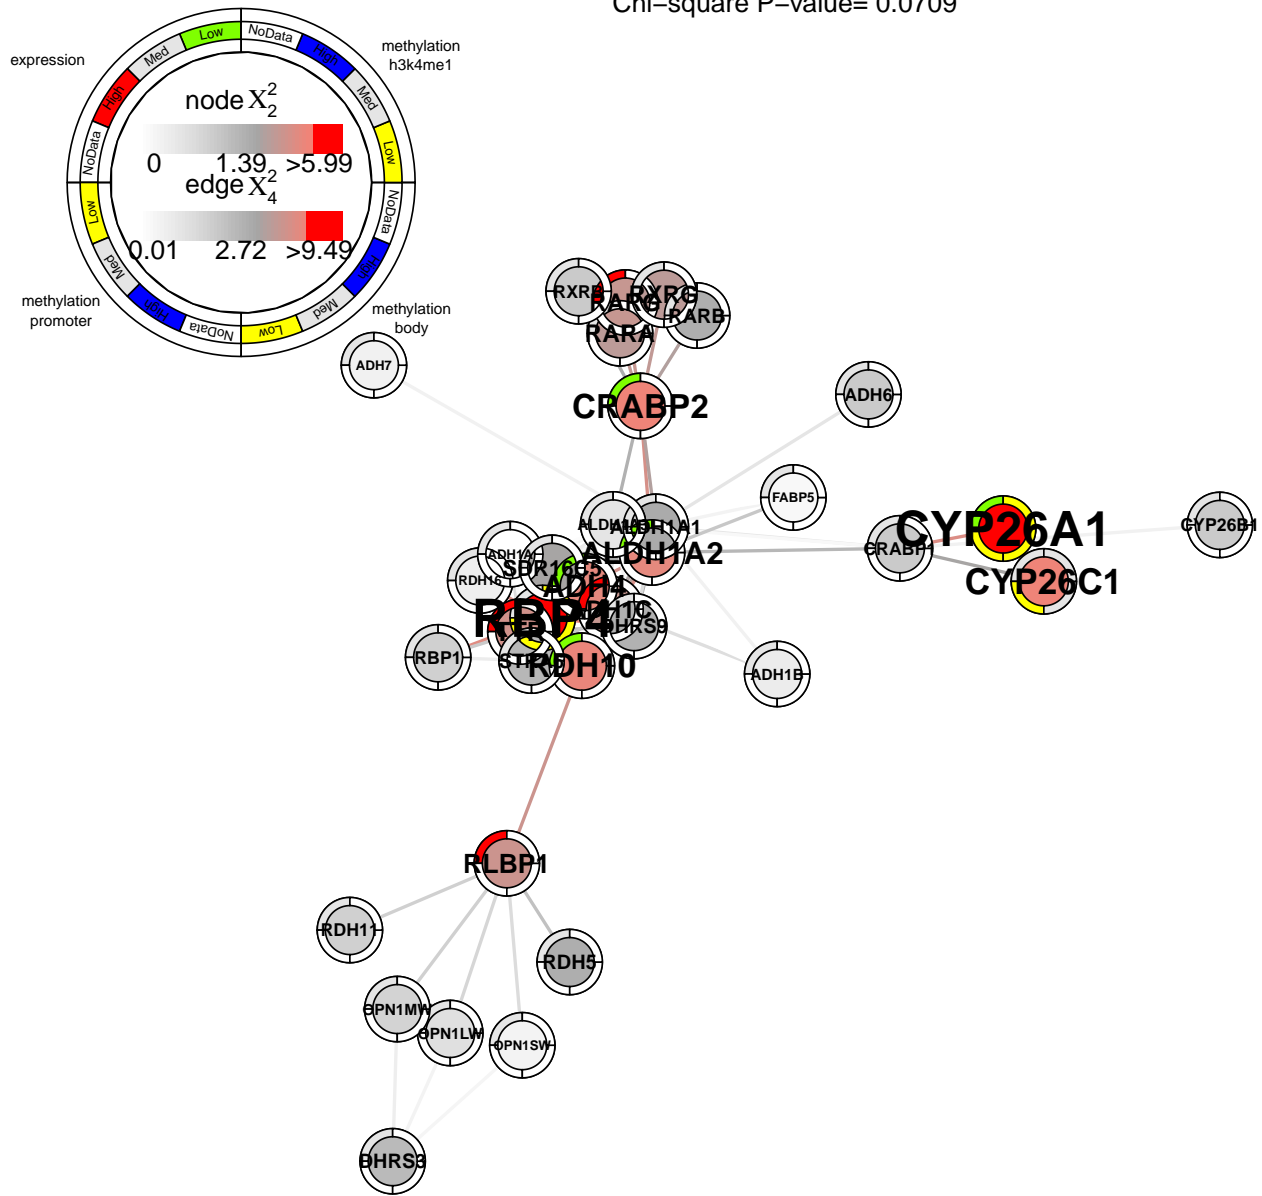 Chi−square P−value= 0.0709
expression
methylation
h3k4me1
NoData
High
Med
Low
NoData
High
Med
Low
NoData
High
Med
Low
NoData
High
Med
Low
node X²₂
0 1.39 >5.99
edge X²₄
0.01 2.72 >9.49
methylation
promoter
methylation
body
RXRB
RARG
RXRG
RARB
RARA
ADH7
CRABP2
ADH6
FABP5
CYP26A1
CYP26B1
ALDH1A1
ALDH1A2
CRABP1
CYP26C1
ADH1A
SDR16C5
RDH16
ADH4
RBP4
DHRS9
RBP1
RDH10
ADH1B
RLBP1
RDH11
RDH5
OPN1MW
OPN1LW
OPN1SW
DHRS3